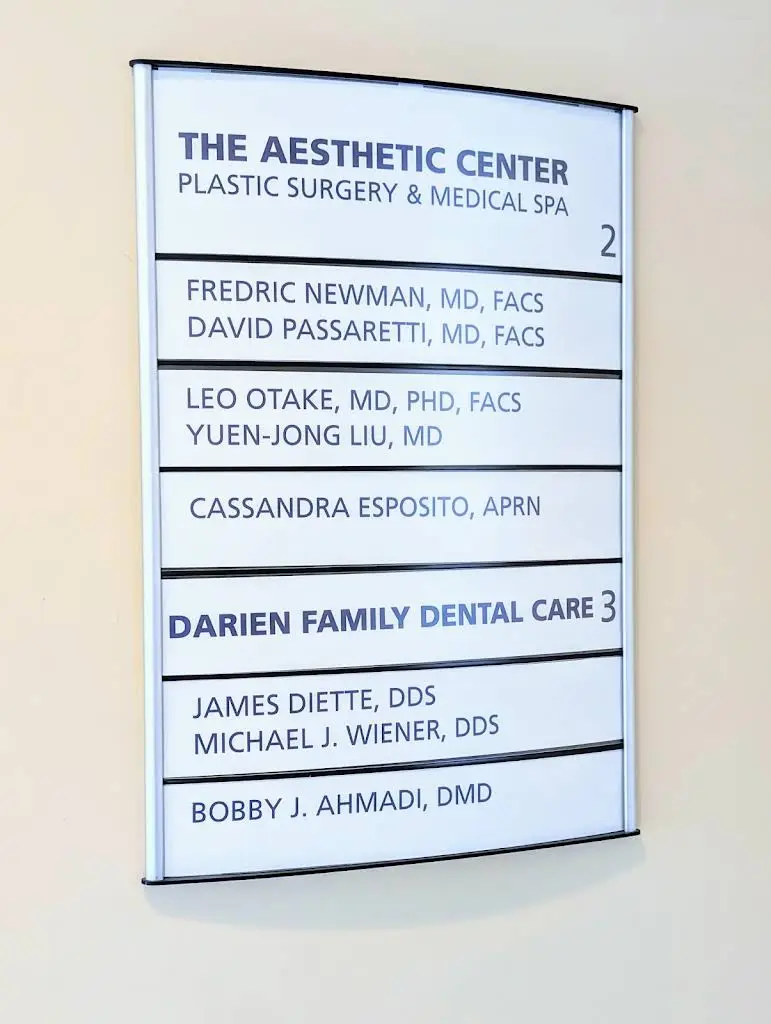 THE AESTHETIC CENTER
PLASTIC SURGERY & MEDICAL SPA
2
FREDRIC NEWMAN, MD, FACS
DAVID PASSARETTI, MD, FACS
LEO OTAKE, MD, PHD, FACS
YUEN-JONG LIU, MD
CASSANDRA ESPOSITO, APRN
DARIEN FAMILY DENTAL CARE 3
JAMES DIETTE, DDS
MICHAEL J. WIENER, DDS
BOBBY J. AHMADI, DMD